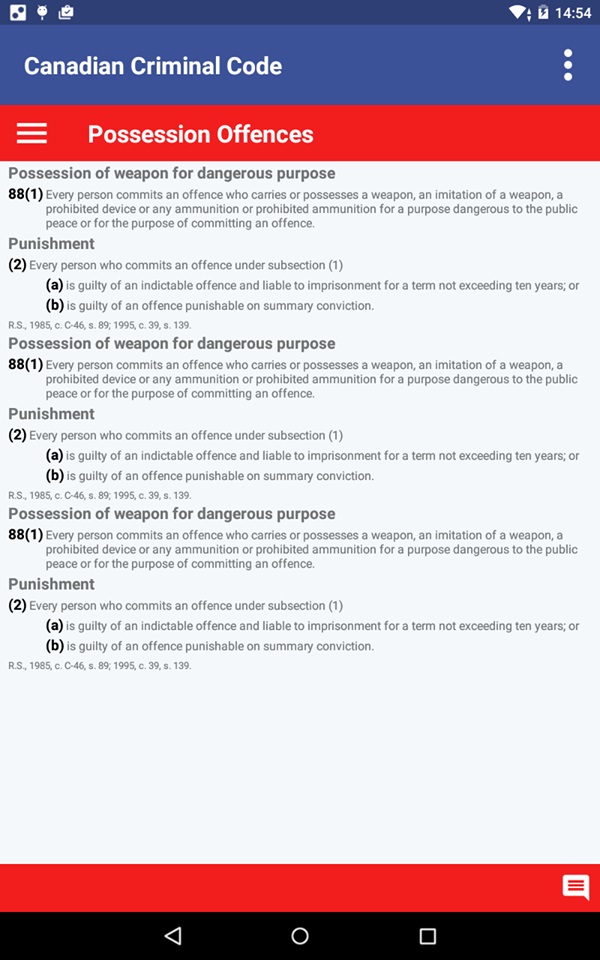 14:54
Canadian Criminal Code
Possession Offences
Possession of weapon for dangerous purpose
88(1) Every person commits an offence who carries or possesses a weapon, an imitation of a weapon, a
prohibited device or any ammunition or prohibited ammunition for a purpose dangerous to the public
peace or for the purpose of committing an offence.
Punishment
(2) Every person who commits an offence under subsection (1)
(a) is guilty of an indictable offence and liable to imprisonment for a term not exceeding ten years; or
(b) is guilty of an offence punishable on summary conviction.
R.S., 1985, c. C-46, s. 89; 1995, c. 39, s. 139.
Possession of weapon for dangerous purpose
88(1) Every person commits an offence who carries or possesses a weapon, an imitation of a weapon, a
prohibited device or any ammunition or prohibited ammunition for a purpose dangerous to the public
peace or for the purpose of committing an offence.
Punishment
(2) Every person who commits an offence under subsection (1)
(a) is guilty of an indictable offence and liable to imprisonment for a term not exceeding ten years; or
(b) is guilty of an offence punishable on summary conviction.
R.S., 1985, c. C-46, s. 89; 1995, c. 39, s. 139.
Possession of weapon for dangerous purpose
88(1) Every person commits an offence who carries or possesses a weapon, an imitation of a weapon, a
prohibited device or any ammunition or prohibited ammunition for a purpose dangerous to the public
peace or for the purpose of committing an offence.
Punishment
(2) Every person who commits an offence under subsection (1)
(a) is guilty of an indictable offence and liable to imprisonment for a term not exceeding ten years; or
(b) is guilty of an offence punishable on summary conviction.
R.S., 1985, c. C-46, s. 89; 1995, c. 39, s. 139.